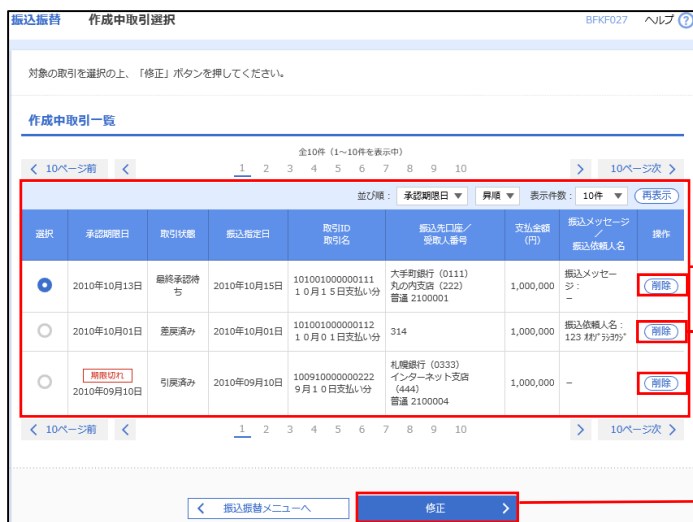 振込振替 作成中取引選択 BFKF027 ヘルプ ?
対象の取引を選択の上、「修正」ボタンを押してください。
作成中取引一覧
全10件（1～10件を表示中）
10ページ前 1 2 3 4 5 6 7 8 9 10 10ページ次
並び順： 承認期限日 ▼ 昇順 ▼ 表示件数： 10件 ▼ 再表示
選択 承認期限日 取引状態 振込指定日 取引ID 取引名 振込先口座／ 受取人番号 支払金額 (円) 振込メッセージ ／ 振込依頼人名 操作
2010年10月13日 最終承認待ち 2010年10月15日 101001000000111 １０月１５日支払い分 大手町銀行（0111） 丸の内支店（222） 普通 2100001 1,000,000 振込メッセージ： － 削除
2010年10月01日 差戻済み 2010年10月01日 101001000000112 １０月０１日支払い分 314 1,000,000 振込依頼人名： 123 削除
期限切れ 2010年09月10日 引戻済み 2010年09月10日 100910000000222 ９月１０日支払い分 札幌銀行（0333） インターネット支店 （444） 普通 2100004 1,000,000 － 削除
10ページ前 1 2 3 4 5 6 7 8 9 10 10ページ次
振込振替メニューへ 修正